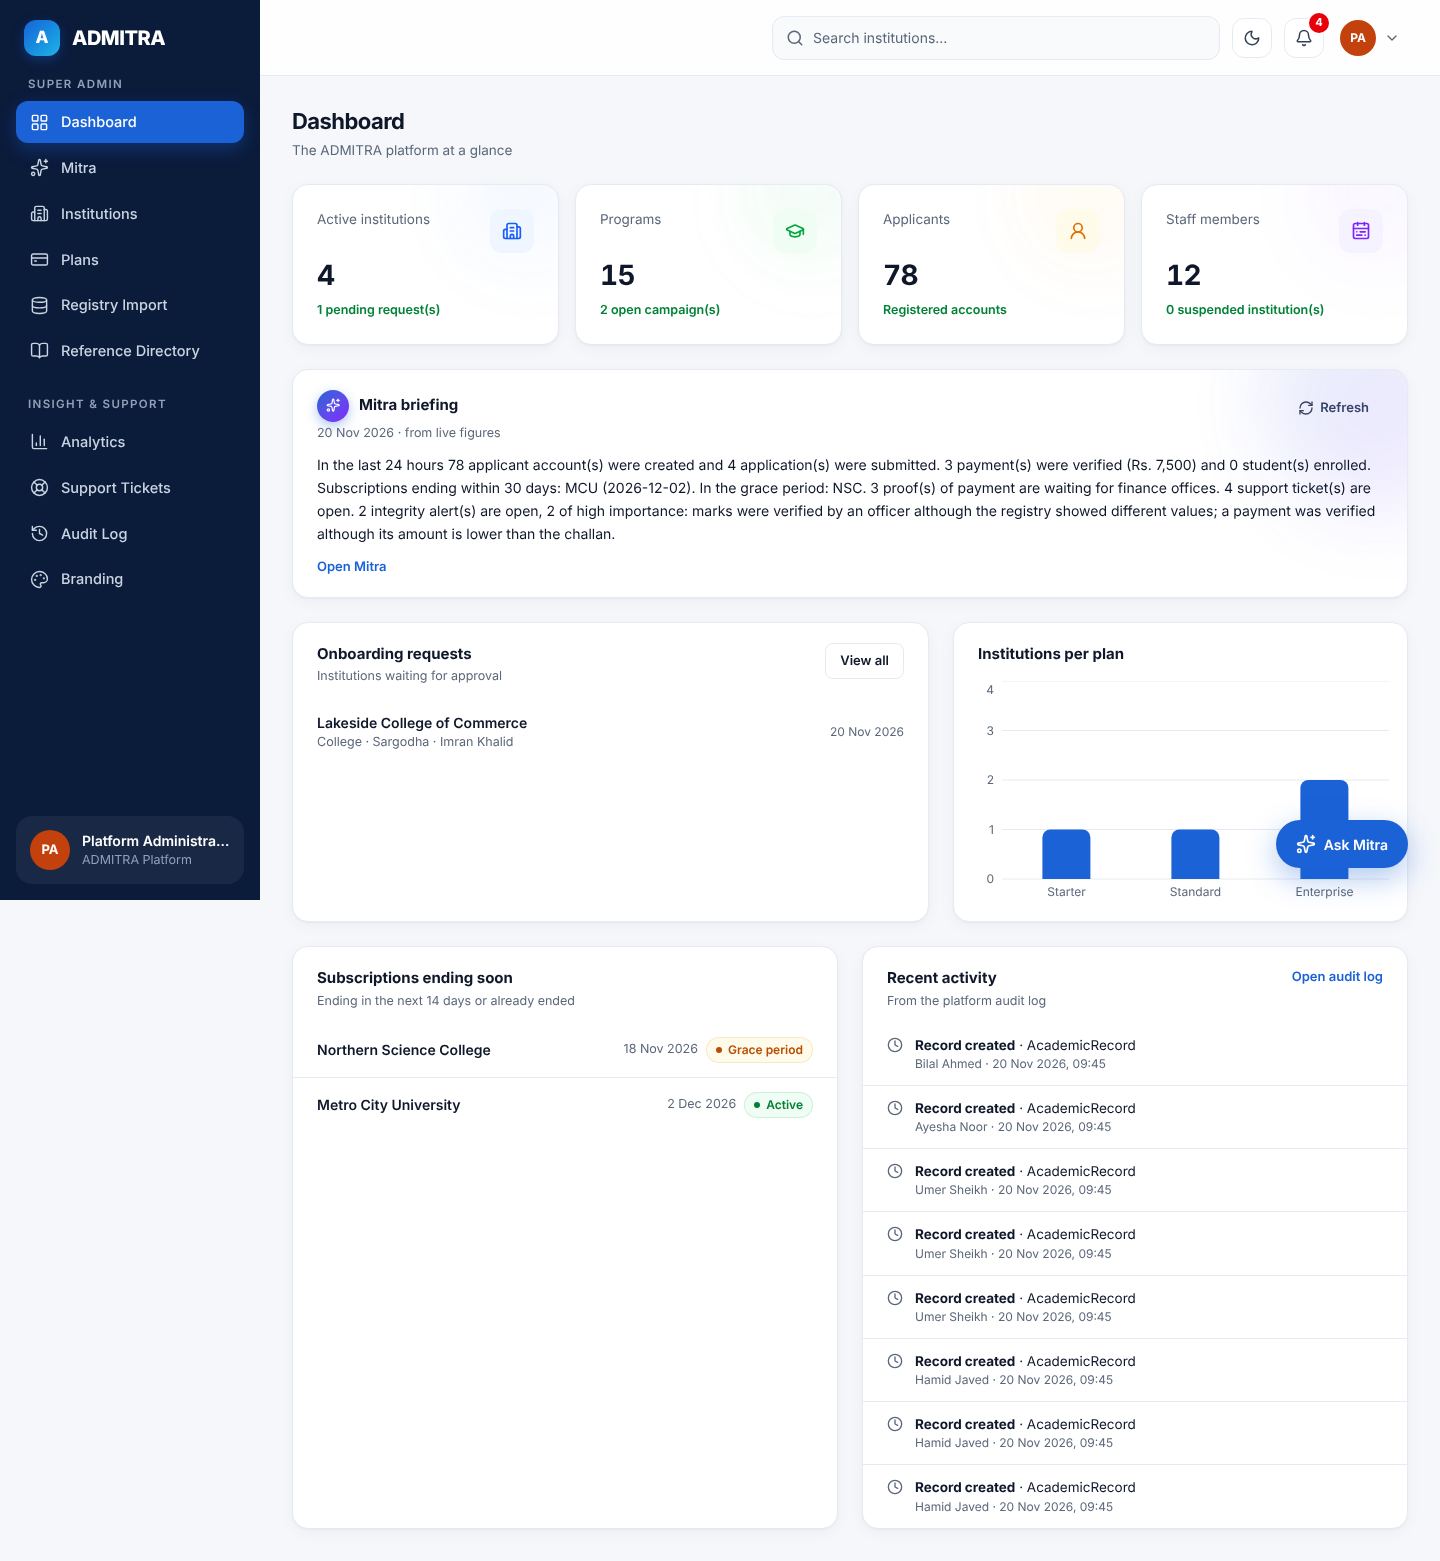 A ADMITRA
SUPER ADMIN
Dashboard
Mitra
Institutions
Plans
Registry Import
Reference Directory
INSIGHT & SUPPORT
Analytics
Support Tickets
Audit Log
Branding
PA
Platform Administra...
ADMITRA Platform
Search institutions...
4
PA
Dashboard
The ADMITRA platform at a glance
Active institutions
4
1 pending request(s)
Programs
15
2 open campaign(s)
Applicants
78
Registered accounts
Staff members
12
0 suspended institution(s)
Mitra briefing
Refresh
20 Nov 2026 · from live figures
In the last 24 hours 78 applicant account(s) were created and 4 application(s) were submitted. 3 payment(s) were verified (Rs. 7,500) and 0 student(s) enrolled.
Subscriptions ending within 30 days: MCU (2026-12-02). In the grace period: NSC. 3 proof(s) of payment are waiting for finance offices. 4 support ticket(s) are
open. 2 integrity alert(s) are open, 2 of high importance: marks were verified by an officer although the registry showed different values; a payment was verified
although its amount is lower than the challan.
Open Mitra
Onboarding requests
Institutions waiting for approval
View all
Lakeside College of Commerce
College · Sargodha · Imran Khalid
20 Nov 2026
Institutions per plan
4
3
2
1
0
Starter
Standard
Enterprise
Ask Mitra
Subscriptions ending soon
Ending in the next 14 days or already ended
Northern Science College
18 Nov 2026
Grace period
Metro City University
2 Dec 2026
Active
Recent activity
Open audit log
From the platform audit log
Record created · AcademicRecord
Bilal Ahmed · 20 Nov 2026, 09:45
Record created · AcademicRecord
Ayesha Noor · 20 Nov 2026, 09:45
Record created · AcademicRecord
Umer Sheikh · 20 Nov 2026, 09:45
Record created · AcademicRecord
Umer Sheikh · 20 Nov 2026, 09:45
Record created · AcademicRecord
Umer Sheikh · 20 Nov 2026, 09:45
Record created · AcademicRecord
Hamid Javed · 20 Nov 2026, 09:45
Record created · AcademicRecord
Hamid Javed · 20 Nov 2026, 09:45
Record created · AcademicRecord
Hamid Javed · 20 Nov 2026, 09:45